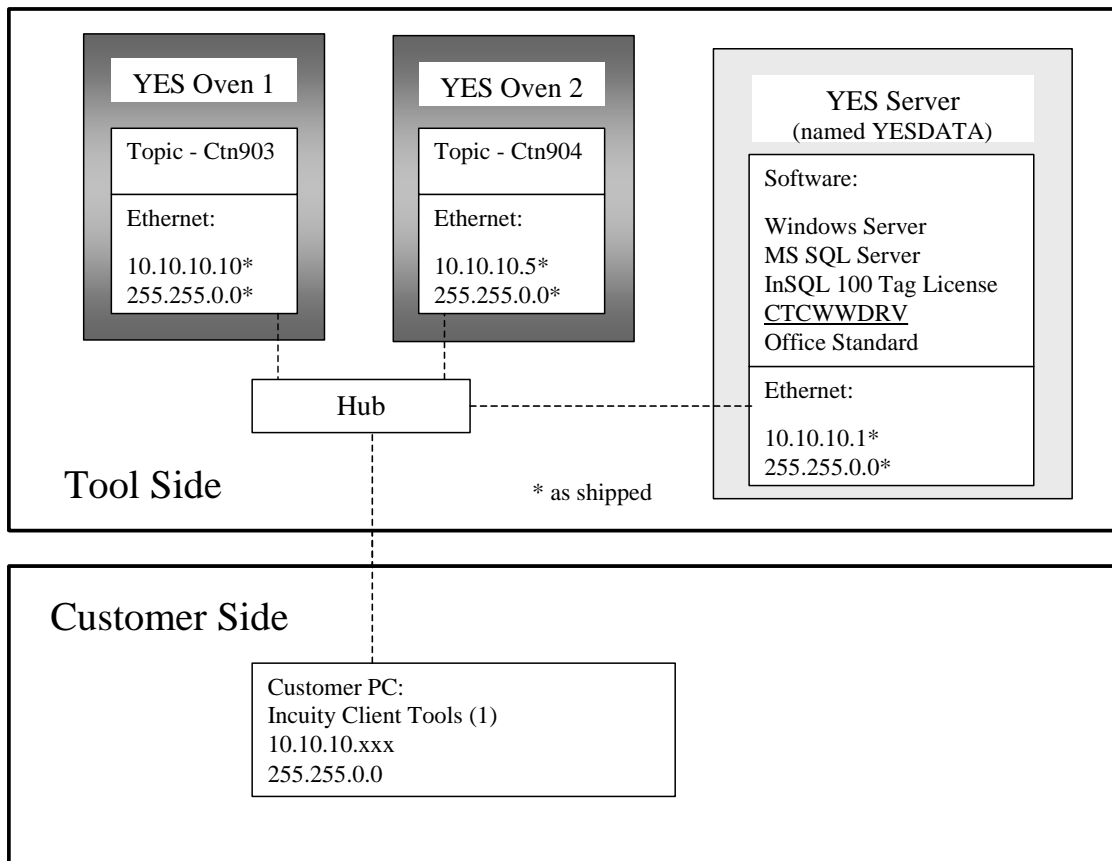 YES Oven 1
Topic - Ctn903
Ethernet:
10.10.10.10*
255.255.0.0*
YES Oven 2
Topic - Ctn904
Ethernet:
10.10.10.5*
255.255.0.0*
YES Server
(named YESDATA)
Software:
Windows Server
MS SQL Server
InSQL 100 Tag License
CTCWWDRV
Office Standard
Ethernet:
10.10.10.1*
255.255.0.0*
Hub
Tool Side
* as shipped
Customer Side
Customer PC:
Incuity Client Tools (1)
10.10.10.xxx
255.255.0.0